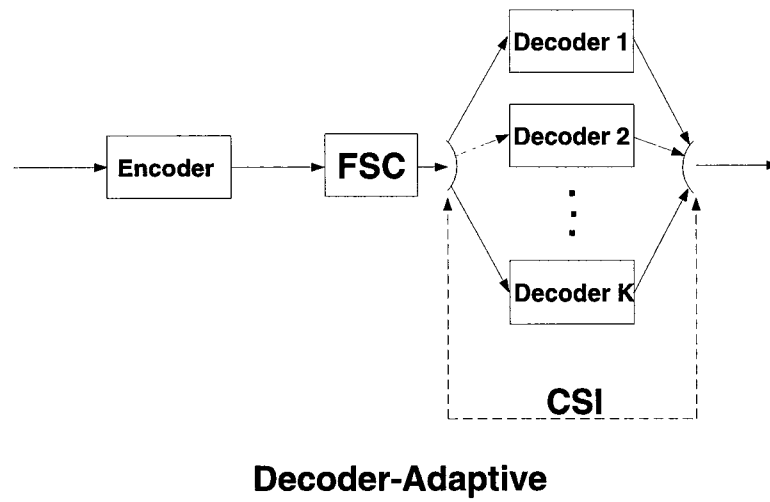 Decoder 1
Encoder
FSC
Decoder 2
Decoder K
CSI
Decoder-Adaptive